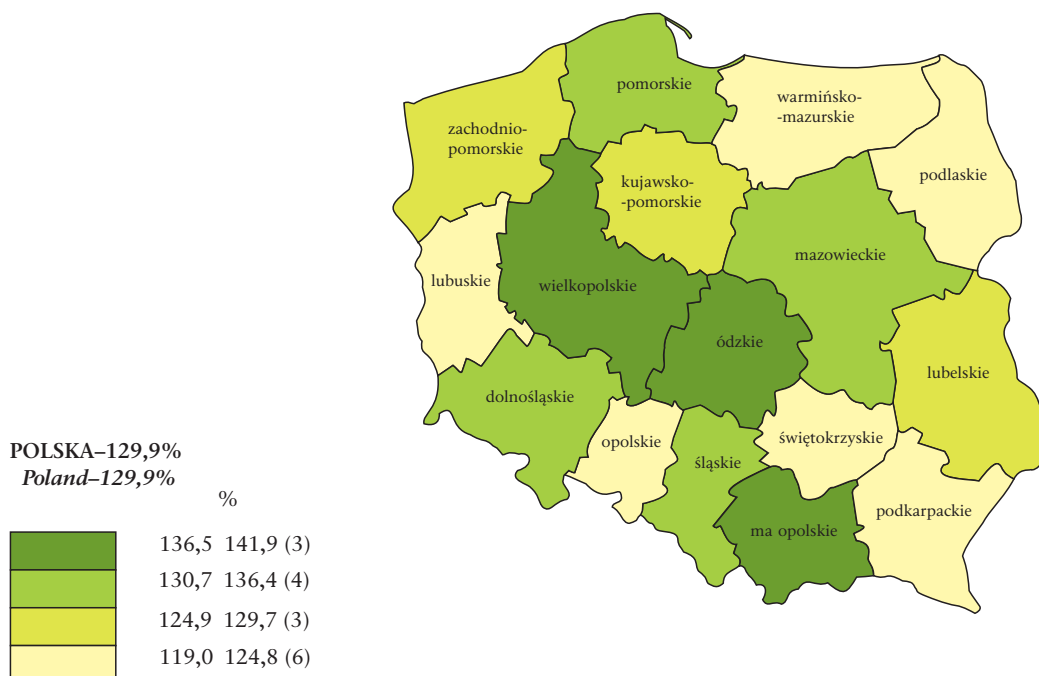 pomorskie
warmińsko-
-mazurskie
zachodnio-
pomorskie
podlaskie
kujawsko-
-pomorskie
mazowieckie
lubuskie
wielkopolskie
ódzkie
lubelskie
dolnośląskie
opolskie
śląskie
świętokrzyskie
podkarpackie
ma opolskie
POLSKA–129,9%
Poland–129,9%
%
136,5 141,9 (3)
130,7 136,4 (4)
124,9 129,7 (3)
119,0 124,8 (6)